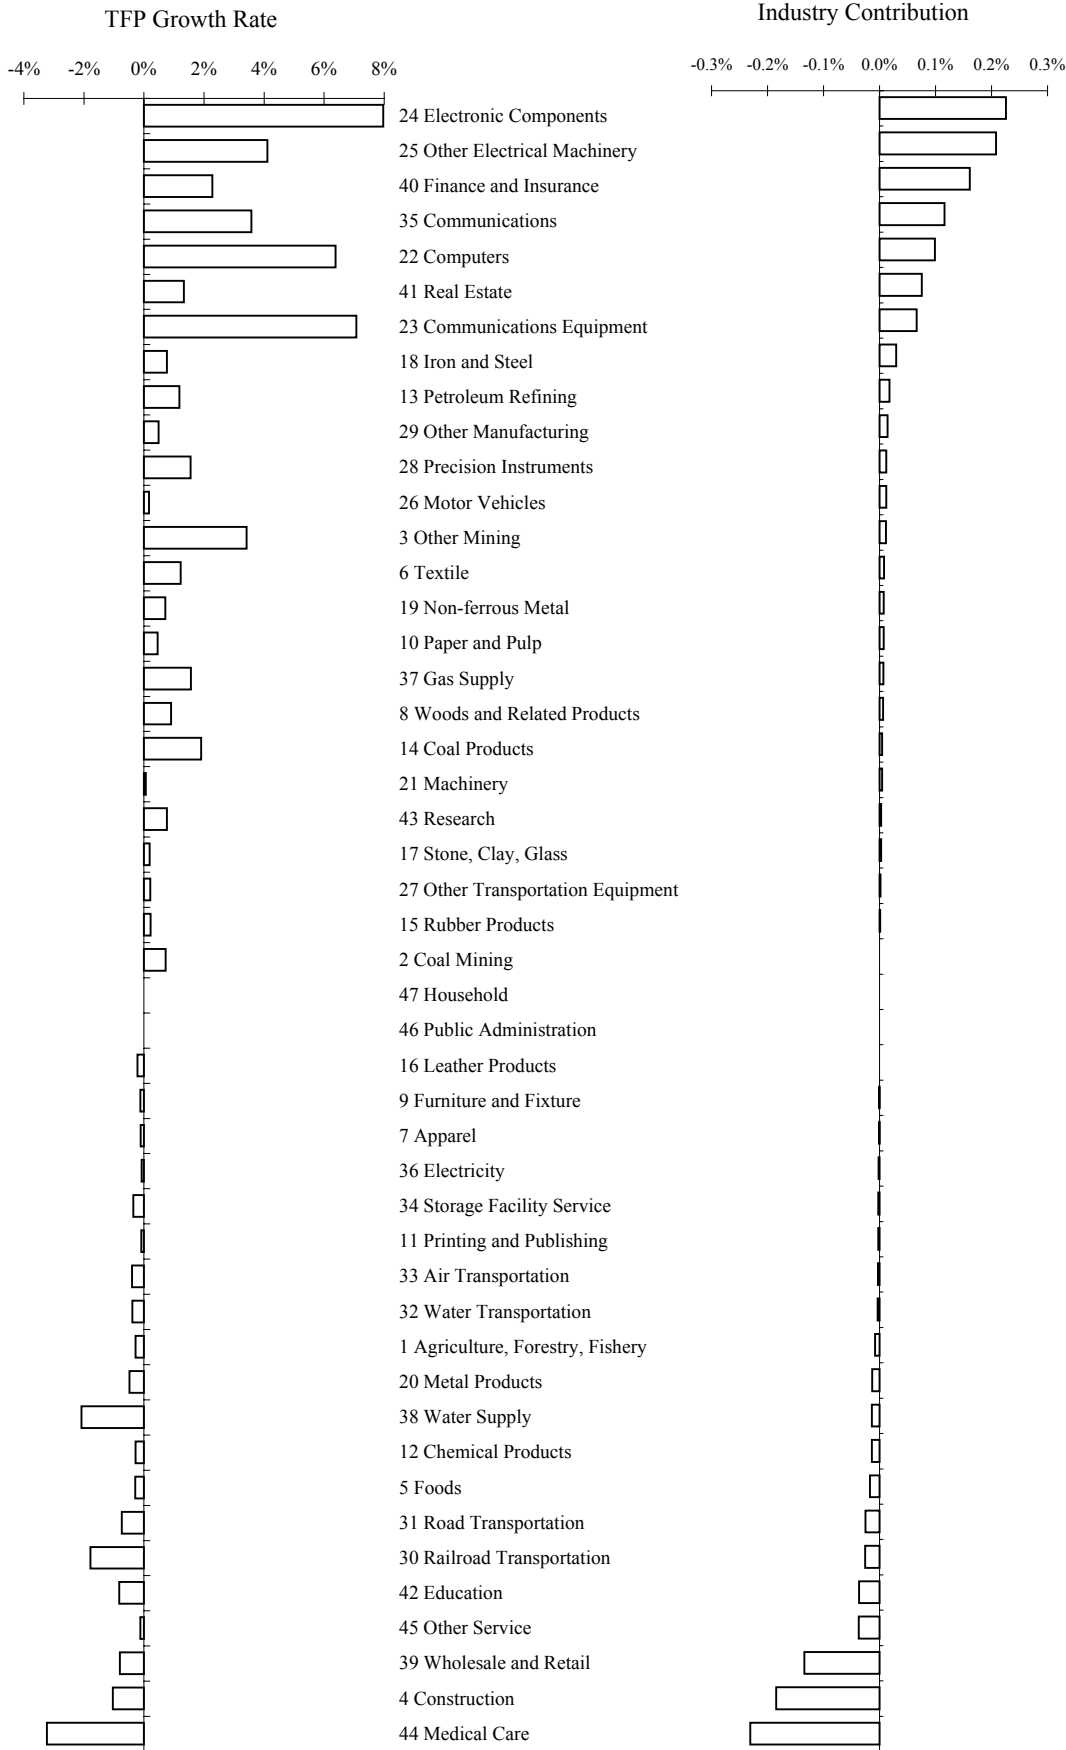 TFP Growth Rate
Industry Contribution
-4% -2% 0% 2% 4% 6% 8%
-0.3% -0.2% -0.1% 0.0% 0.1% 0.2% 0.3%
24 Electronic Components
25 Other Electrical Machinery
40 Finance and Insurance
35 Communications
22 Computers
41 Real Estate
23 Communications Equipment
18 Iron and Steel
13 Petroleum Refining
29 Other Manufacturing
28 Precision Instruments
26 Motor Vehicles
3 Other Mining
6 Textile
19 Non-ferrous Metal
10 Paper and Pulp
37 Gas Supply
8 Woods and Related Products
14 Coal Products
21 Machinery
43 Research
17 Stone, Clay, Glass
27 Other Transportation Equipment
15 Rubber Products
2 Coal Mining
47 Household
46 Public Administration
16 Leather Products
9 Furniture and Fixture
7 Apparel
36 Electricity
34 Storage Facility Service
11 Printing and Publishing
33 Air Transportation
32 Water Transportation
1 Agriculture, Forestry, Fishery
20 Metal Products
38 Water Supply
12 Chemical Products
5 Foods
31 Road Transportation
30 Railroad Transportation
42 Education
45 Other Service
39 Wholesale and Retail
4 Construction
44 Medical Care